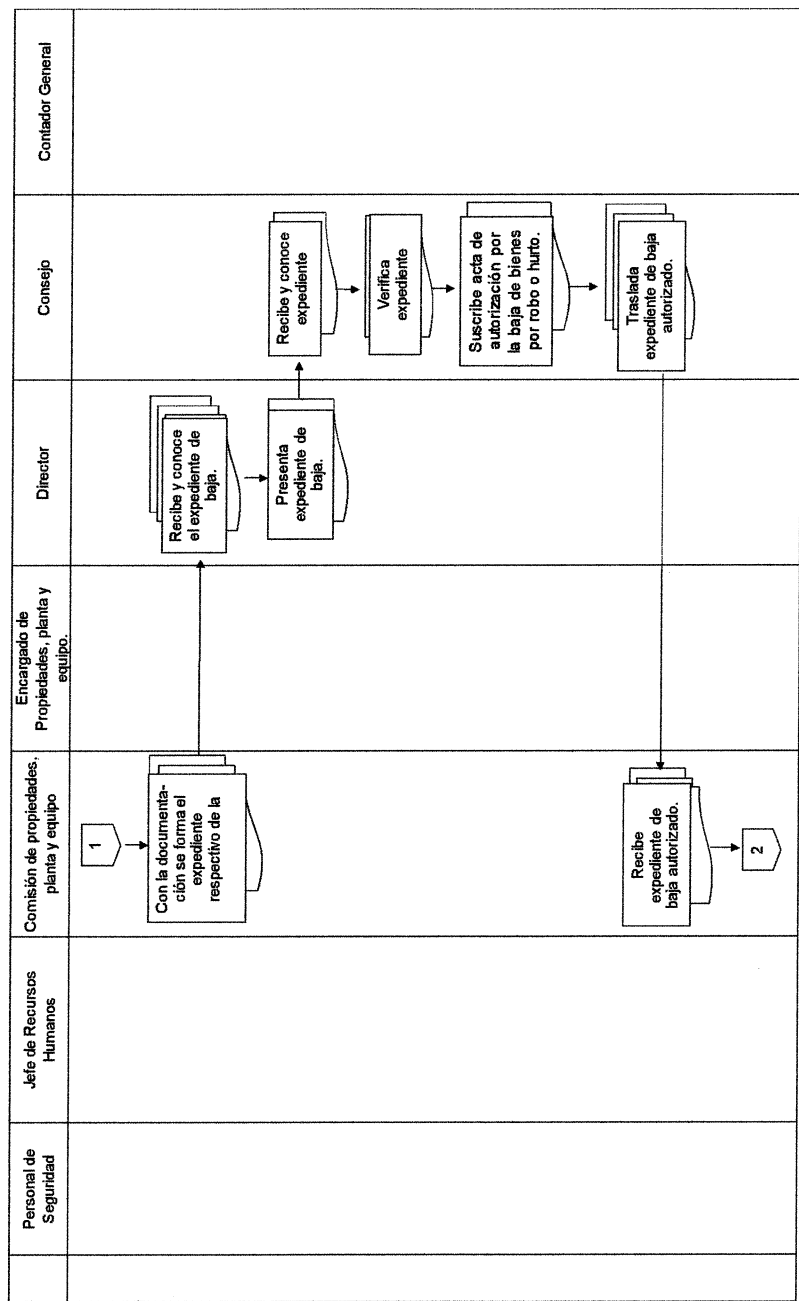 Personal de
Seguridad
Jefe de Recursos
Humanos
Comisión de propiedades,
planta y equipo
Encargado de
Propiedades, planta y
equipo.
Director
Consejo
Contador General
1
Con la documenta-
ción se forma el
expediente
respectivo de la
Recibe y conoce
el expediente de
baja.
Presenta
expediente de
baja.
Recibe y conoce
expediente
Verifica
expediente
Suscribe acta de
autorización por
la baja de bienes
por robo o hurto.
Traslada
expediente de baja
autorizado.
Recibe
expediente de
baja autorizado.
2